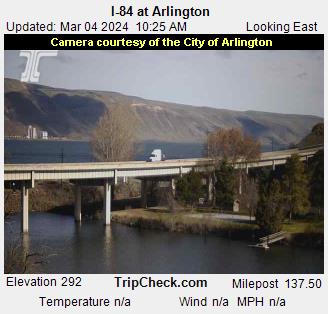 I-84 at Arlington
Updated: Mar 04 2024 10:25 AM Looking East
Camera courtesy of the City of Arlington
Elevation 292 TripCheck.com Milepost 137.50
Temperature n/a Wind n/a MPH n/a